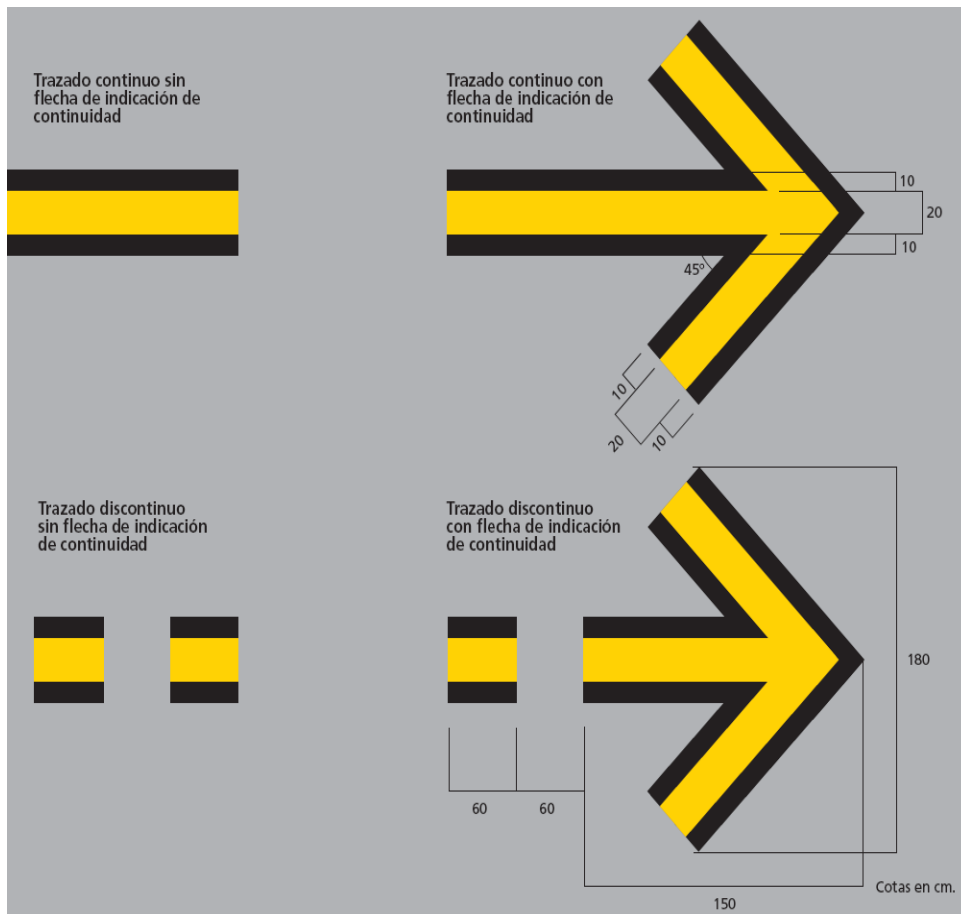 Trazado continuo sin
flecha de indicación de
continuidad
Trazado continuo con
flecha de indicación de
continuidad
10
20
10
45º
10
20
10
Trazado discontinuo
sin flecha de indicación
de continuidad
Trazado discontinuo
con flecha de indicación
de continuidad
180
60
60
Cotas en cm.
150